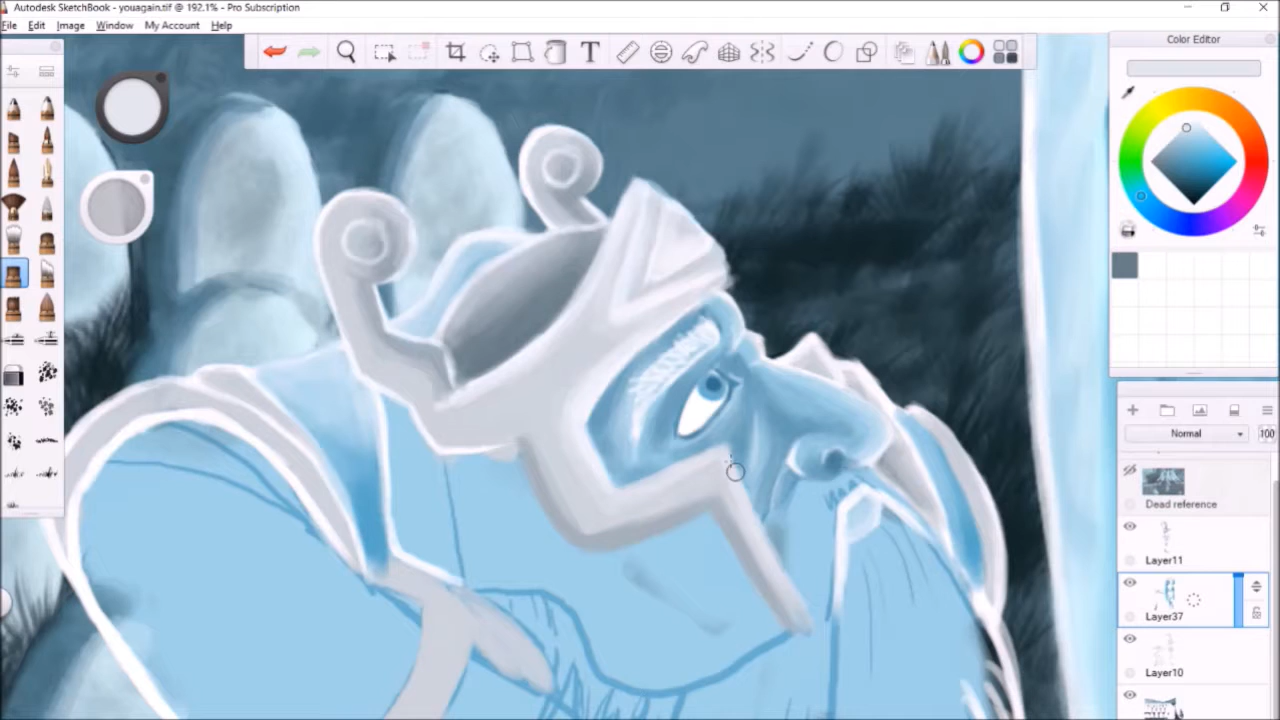 Autodesk SketchBook - youagain.tif @ 192.1% - Pro Subscription
File Edit Image Window My Account Help
T
Color Editor
Normal 100
Dead reference
Layer11
Layer37
Layer10